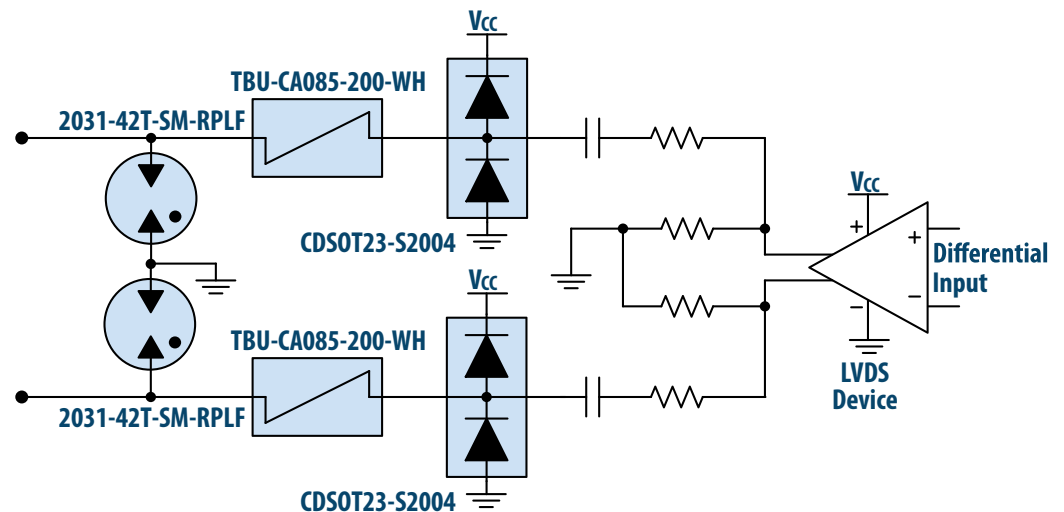 Vcc
TBU-CA085-200-WH
2031-42T-SM-RPLF
CDSOT23-S2004
Vcc
+
+
Differential
Input
−
−
LVDS
Device
Vcc
TBU-CA085-200-WH
2031-42T-SM-RPLF
CDSOT23-S2004